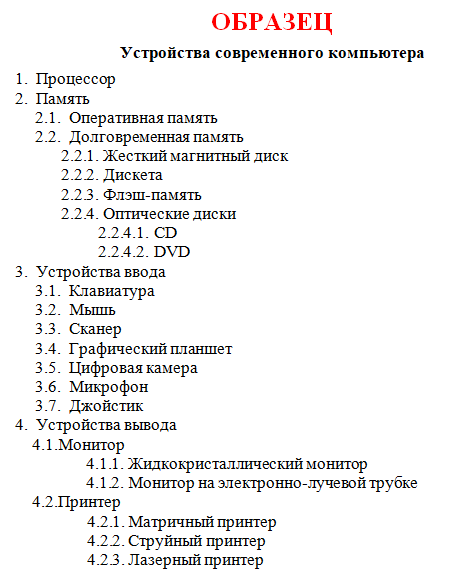 ОБРАЗЕЦ
Устройства современного компьютера
1. Процессор
2. Память
2.1. Оперативная память
2.2. Долговременная память
2.2.1. Жесткий магнитный диск
2.2.2. Дискета
2.2.3. Флэш-память
2.2.4. Оптические диски
2.2.4.1. CD
2.2.4.2. DVD
3. Устройства ввода
3.1. Клавиатура
3.2. Мышь
3.3. Сканер
3.4. Графический планшет
3.5. Цифровая камера
3.6. Микрофон
3.7. Джойстик
4. Устройства вывода
4.1.Монитор
4.1.1. Жидкокристаллический монитор
4.1.2. Монитор на электронно-лучевой трубке
4.2.Принтер
4.2.1. Матричный принтер
4.2.2. Струйный принтер
4.2.3. Лазерный принтер